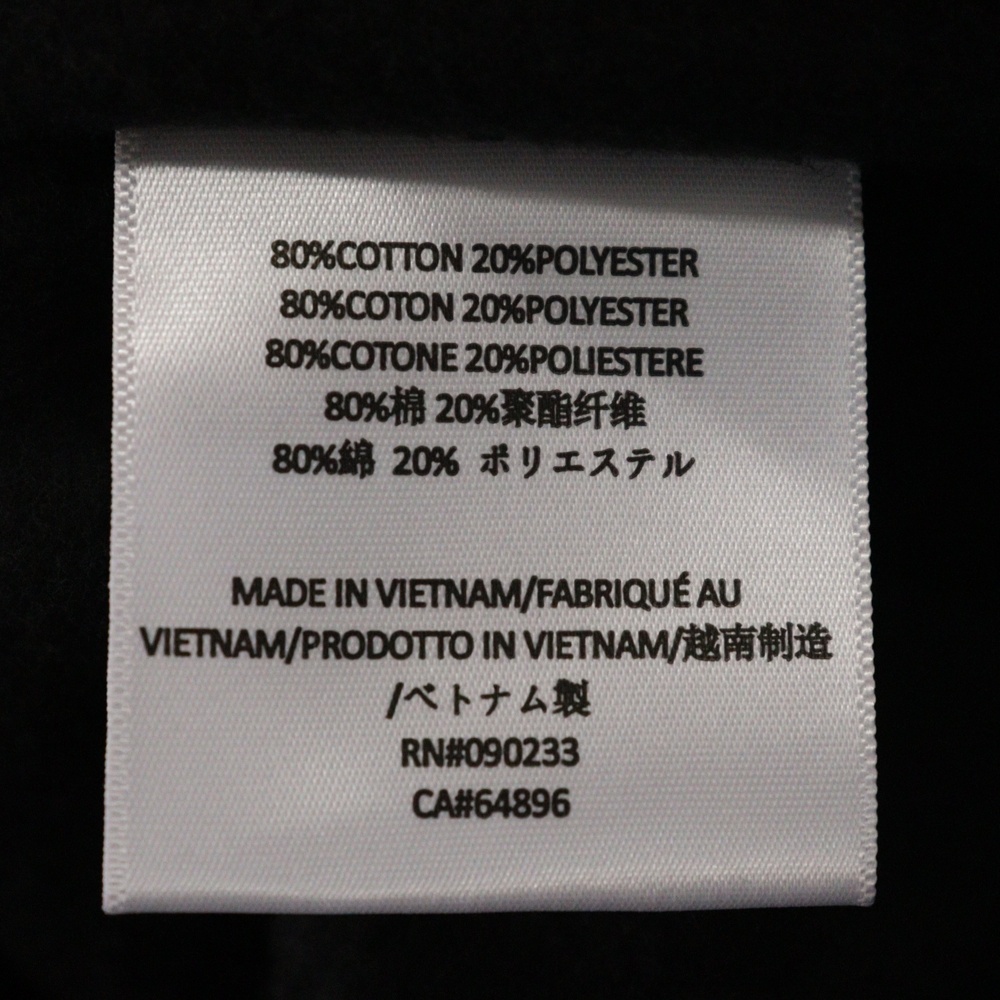 80%COTTON 20%POLYESTER
80%COTON 20%POLYESTER
80%COTONE 20%POLIESTERE
80%棉 20%聚酯纤维
80%綿 20% ポリエステル
MADE IN VIETNAM/FABRIQUÉ AU
VIETNAM/PRODOTTO IN VIETNAM/越南制造
/ベトナム製
RN#090233
CA#64896